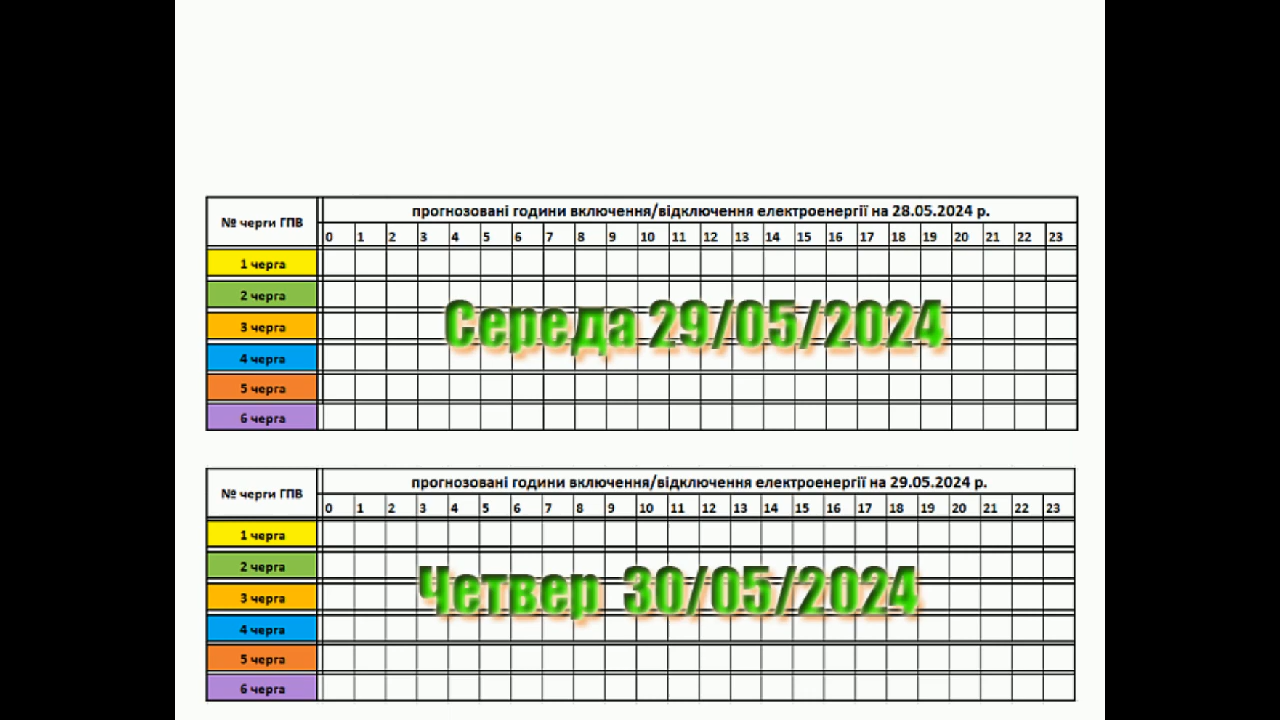 № черги ГПВ
прогнозовані години включення/відключення електроенергії на 28.05.2024 р.
0 1 2 3 4 5 6 7 8 9 10 11 12 13 14 15 16 17 18 19 20 21 22 23
1 черга
2 черга
3 черга
4 черга
5 черга
6 черга
Середа 29/05/2024
№ черги ГПВ
прогнозовані години включення/відключення електроенергії на 29.05.2024 р.
0 1 2 3 4 5 6 7 8 9 10 11 12 13 14 15 16 17 18 19 20 21 22 23
1 черга
2 черга
3 черга
4 черга
5 черга
6 черга
Четвер 30/05/2024